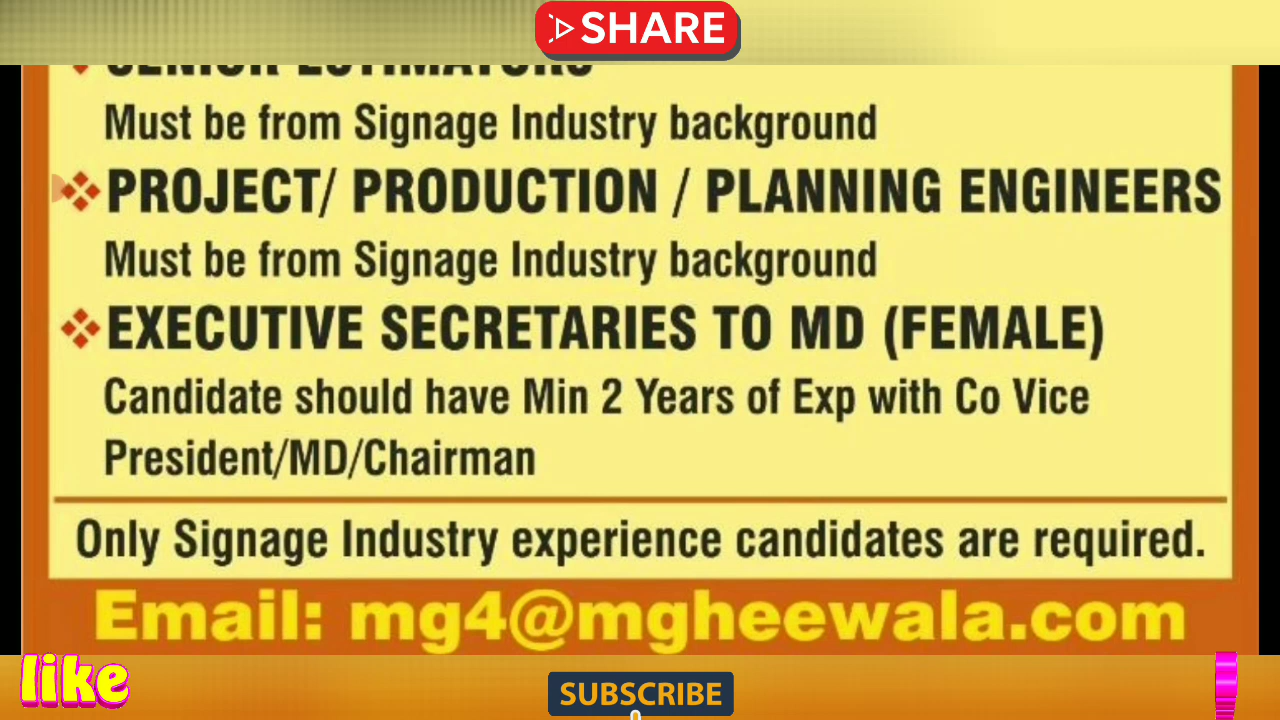 SHARE
SENIOR ESTIMATORS
Must be from Signage Industry background
PROJECT/ PRODUCTION / PLANNING ENGINEERS
Must be from Signage Industry background
EXECUTIVE SECRETARIES TO MD (FEMALE)
Candidate should have Min 2 Years of Exp with Co Vice
President/MD/Chairman
Only Signage Industry experience candidates are required.
Email: mg4@mgheewala.com
like
SUBSCRIBE